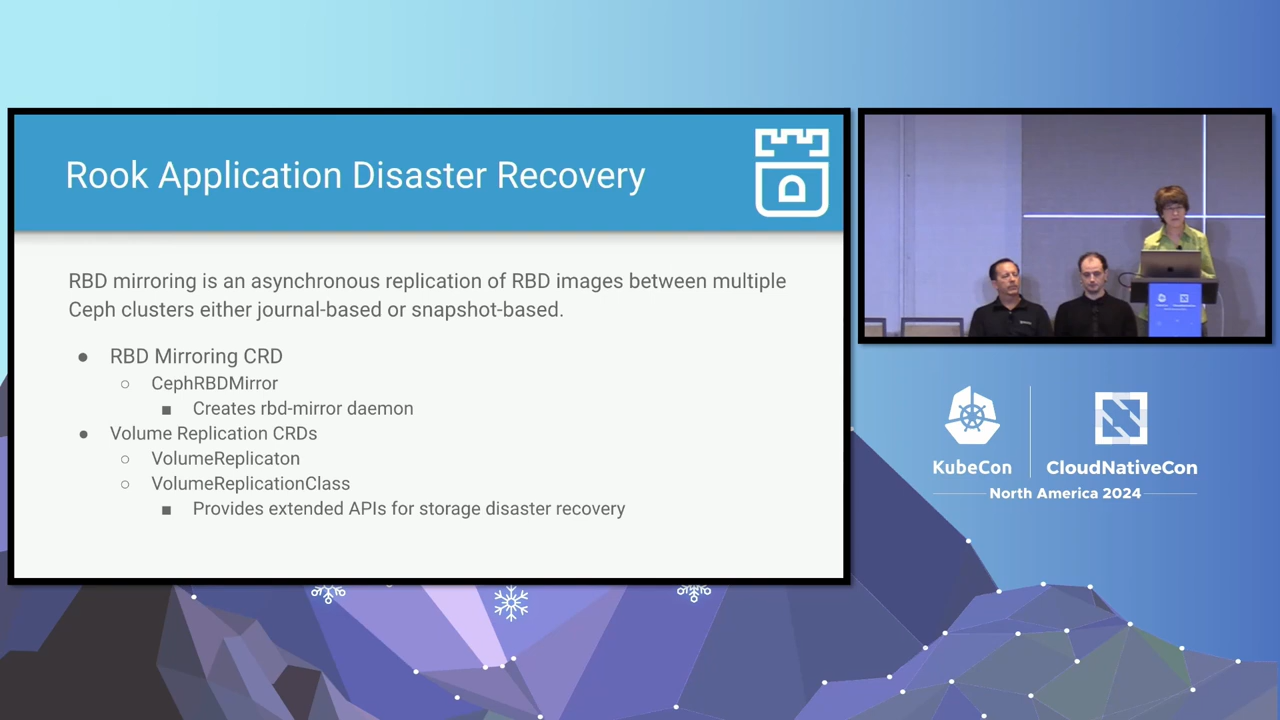 Rook Application Disaster Recovery
RBD mirroring is an asynchronous replication of RBD images between multiple
Ceph clusters either journal-based or snapshot-based.
● RBD Mirroring CRD
○ CephRBDMirror
■ Creates rbd-mirror daemon
● Volume Replication CRDs
○ VolumeReplicaton
○ VolumeReplicationClass
■ Provides extended APIs for storage disaster recovery
KubeCon
CloudNativeCon
North America 2024